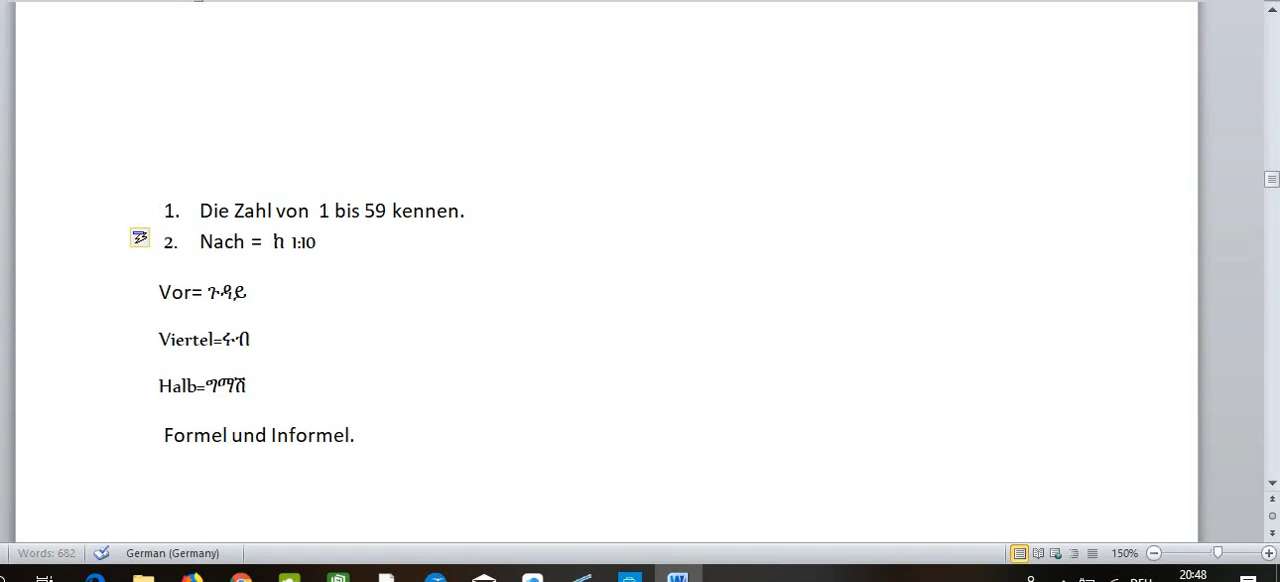 1. Die Zahl von 1 bis 59 kennen.
2. Nach = ከ 1:10
Vor= ጉዳይ
Viertel=ሩብ
Halb=ግማሽ
Formel und Informel.
Words: 682 German (Germany) 150%
20:48